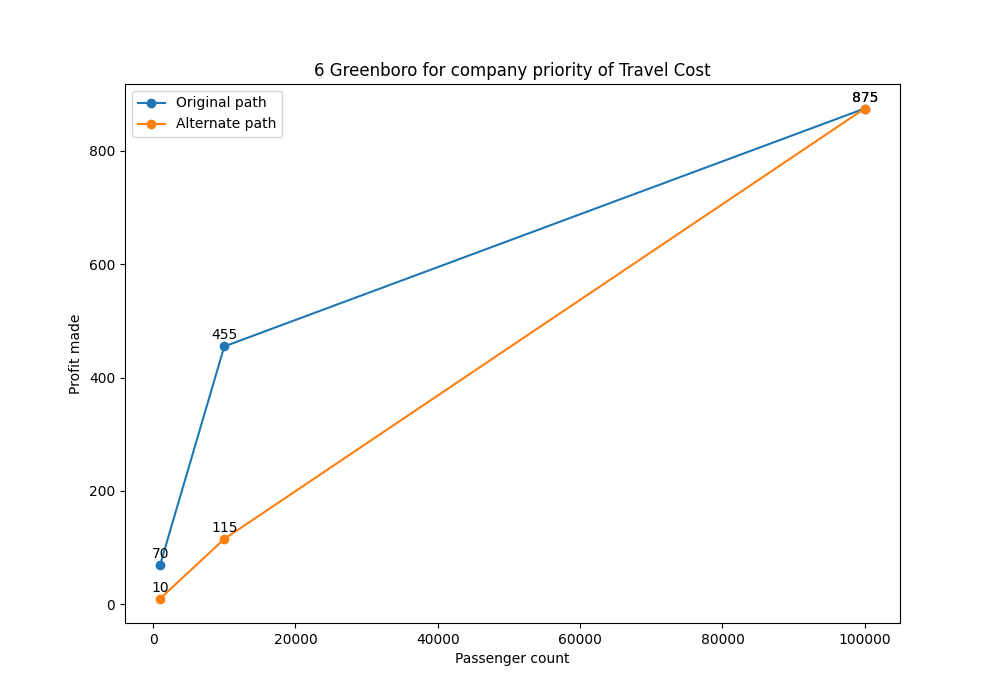 6 Greenboro for company priority of Travel Cost
Original path
Alternate path
875
800
600
455
400
200
115
70
10
0
Profit made
0 20000 40000 60000 80000 100000
Passenger count